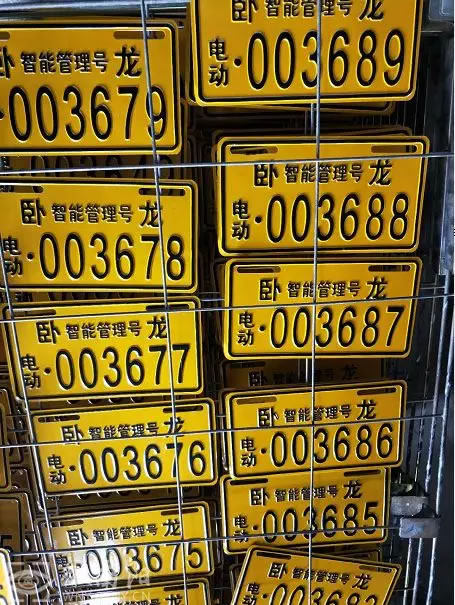 卧 智能管理号 龙
电动·003689
卧 智能管理号 龙
003679
卧 智能管理号 龙
电动·003688
卧 智能管理号 龙
电动·003678
卧 智能管理号 龙
电动·003687
卧 智能管理号 龙
电动·003677
卧 智能管理号 龙
电动·003686
卧 智能管理号 龙
电动·003676
卧 智能管理号 龙
电动·003685
卧 智能管理号 龙
003675
卧 智能管理号 龙